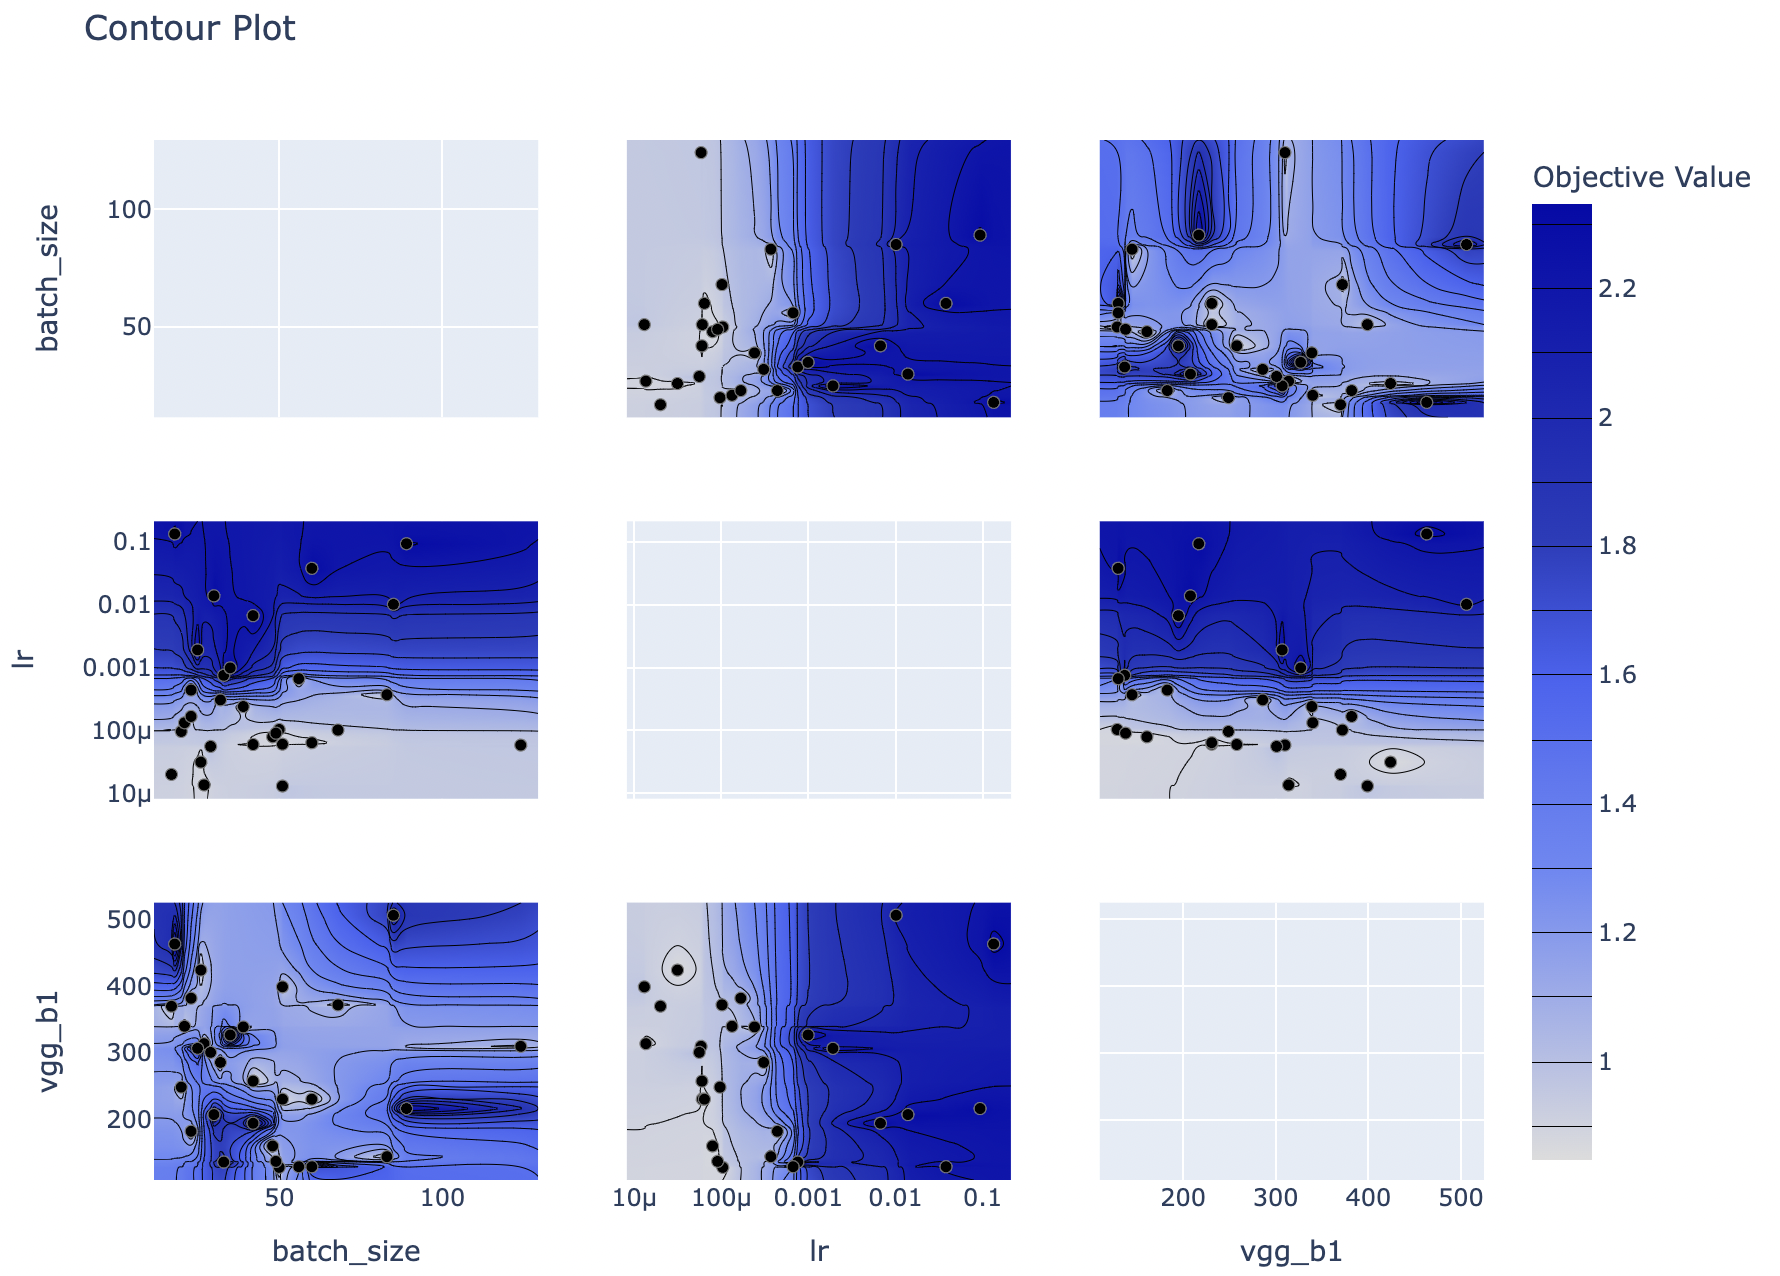 Contour Plot
batch_size
100
50
Objective Value
2.2
2
1.8
1.6
1.4
1.2
1
lr
0.1
0.01
0.001
100μ
10μ
vgg_b1
500
400
300
200
50 100
10μ 100μ 0.001 0.01 0.1
200 300 400 500
batch_size
lr
vgg_b1